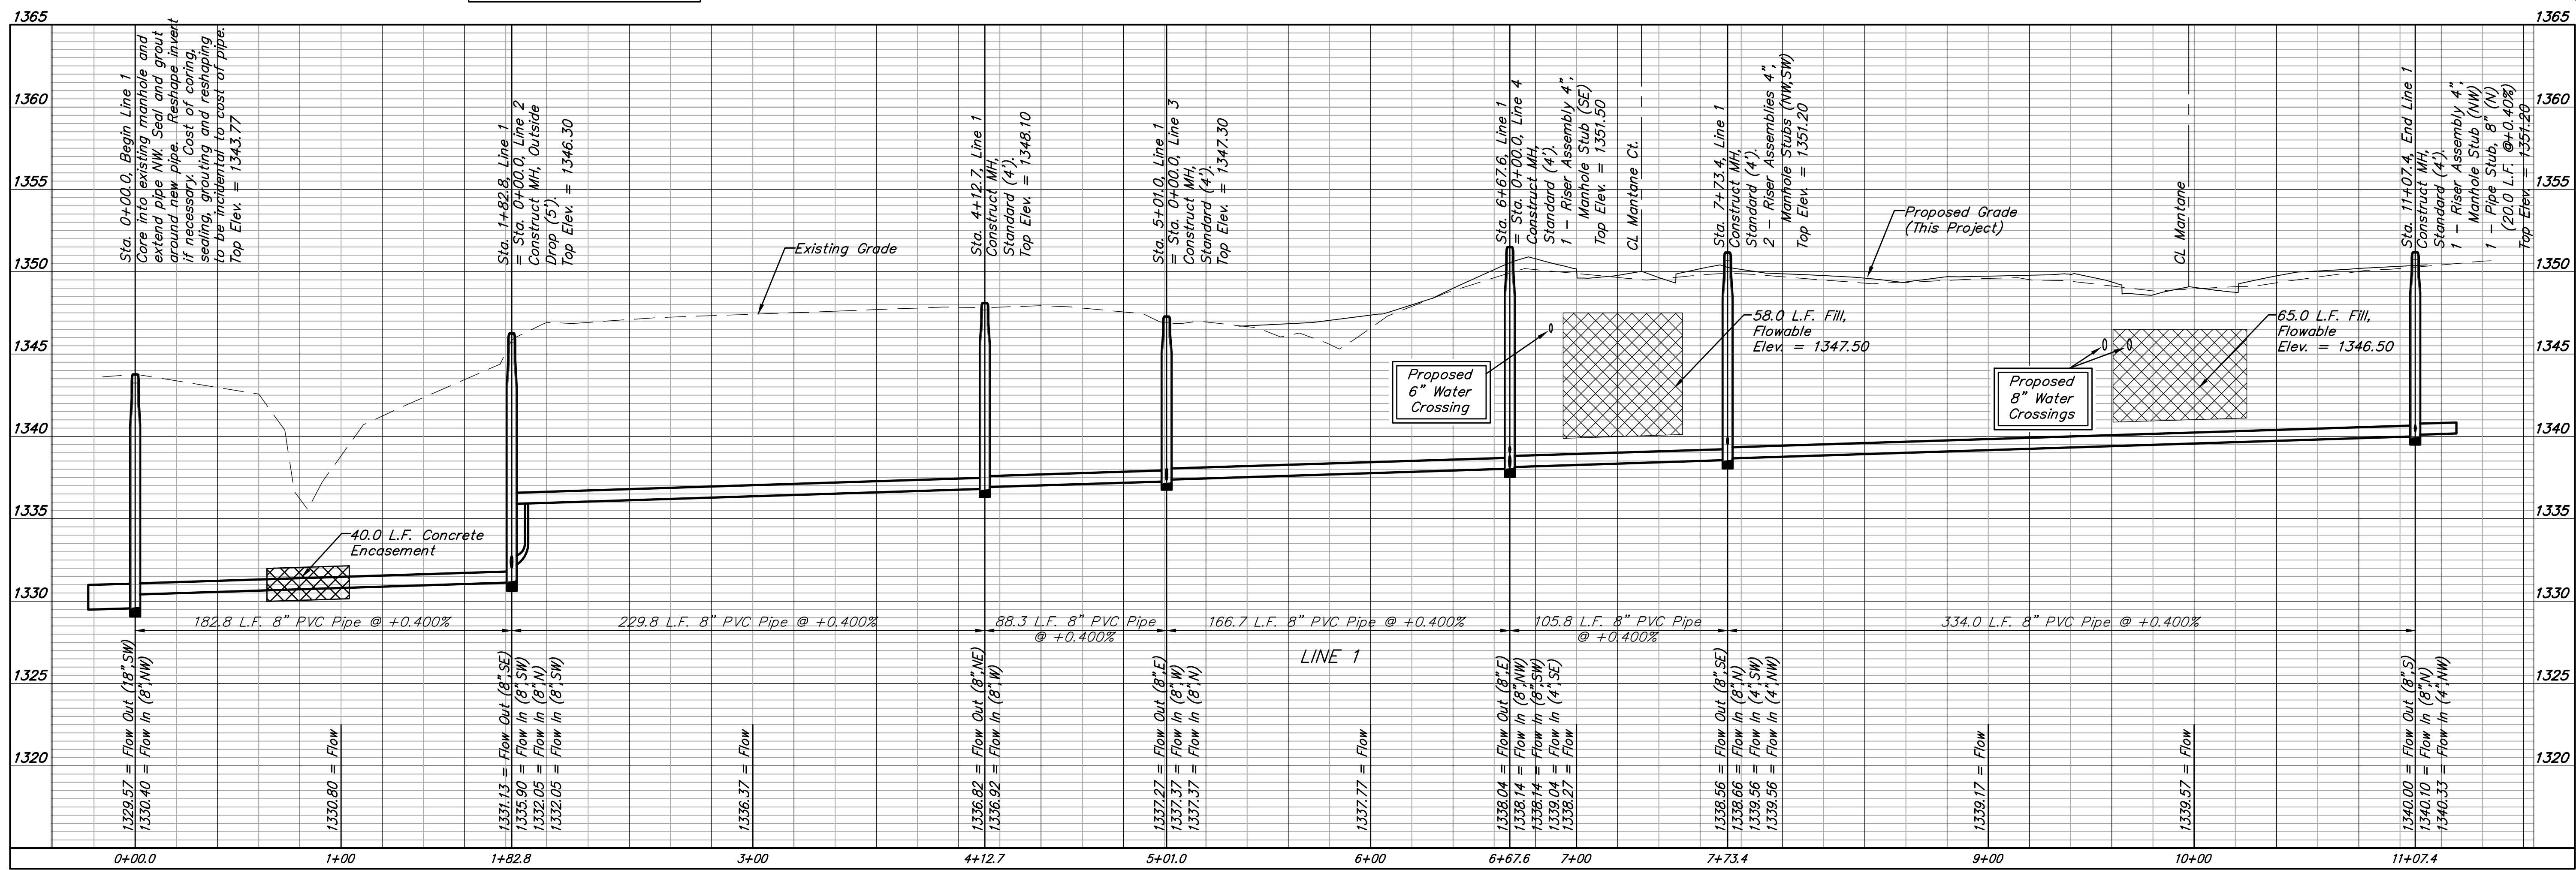 1365
1360
1355
1350
1345
1340
1335
1330
1325
1320
Sta. 0+00.0, Begin Line 1
Core into existing manhole and
extend pipe NW. Seal and grout
around new pipe. Reshape invert
if necessary. Cost of coring,
sealing, grouting and reshaping
to be incidental to cost of pipe.
Top Elev. = 1343.77
Sta. 1+82.8, Line 1
= Sta. 0+00.0, Line 2
Construct MH, Outside
Drop (5').
Top Elev. = 1346.30
Existing Grade
Sta. 4+12.7, Line 1
Construct MH,
Standard (4').
Top Elev. = 1348.10
Sta. 5+01.0, Line 1
= Sta. 0+00.0, Line 3
Construct MH,
Standard (4').
Top Elev. = 1347.30
Sta. 6+67.6, Line 1
= Sta. 0+00.0, Line 4
Construct MH,
Standard (4').
1 - Riser Assembly 4",
Manhole Stub (SE)
Top Elev. = 1351.50
CL Mantane Ct.
Sta. 7+73.4, Line 1
Construct MH,
Standard (4').
2 - Riser Assemblies 4",
Manhole Stubs (NW,SW)
Top Elev. = 1351.20
Proposed Grade
(This Project)
CL Mantane
Sta. 11+07.4, End Line 1
Construct MH,
Standard (4').
1 - Riser Assembly 4",
Manhole Stub (NW)
1 - Pipe Stub, 8" (N)
(20.0 L.F. @+0.40%)
Top Elev. = 1351.20
1365
1360
1355
1350
1345
1340
1335
1330
1325
1320
Proposed
6" Water
Crossing
58.0 L.F. Fill,
Flowable
Elev. = 1347.50
Proposed
8" Water
Crossings
65.0 L.F. Fill,
Flowable
Elev. = 1346.50
40.0 L.F. Concrete
Encasement
182.8 L.F. 8" PVC Pipe @ +0.400%
229.8 L.F. 8" PVC Pipe @ +0.400%
88.3 L.F. 8" PVC Pipe
@ +0.400%
166.7 L.F. 8" PVC Pipe @ +0.400%
105.8 L.F. 8" PVC Pipe
@ +0.400%
334.0 L.F. 8" PVC Pipe @ +0.400%
LINE 1
1329.57 = Flow Out (18",SW)
1330.40 = Flow In (8",NW)
1330.80 = Flow
1331.13 = Flow Out (8",SE)
1335.90 = Flow In (8",SW)
1332.05 = Flow In (8",N)
1332.05 = Flow In (8",SW)
1336.37 = Flow
1336.82 = Flow Out (8",NE)
1336.92 = Flow In (8",W)
1337.27 = Flow Out (8",E)
1337.37 = Flow In (8",W)
1337.37 = Flow In (8",N)
1337.77 = Flow
1338.04 = Flow Out (8",E)
1338.14 = Flow In (8",NW)
1338.14 = Flow In (8",SW)
1339.04 = Flow In (4",SE)
1338.27 = Flow
1338.56 = Flow Out (8",SE)
1338.66 = Flow In (8",N)
1339.56 = Flow In (4",SW)
1339.56 = Flow In (4",NW)
1339.17 = Flow
1339.57 = Flow
1340.00 = Flow Out (8",S)
1340.10 = Flow In (8",N)
1340.33 = Flow In (4",NW)
0+00.0
1+00
1+82.8
3+00
4+12.7
5+01.0
6+00
6+67.6
7+00
7+73.4
9+00
10+00
11+07.4